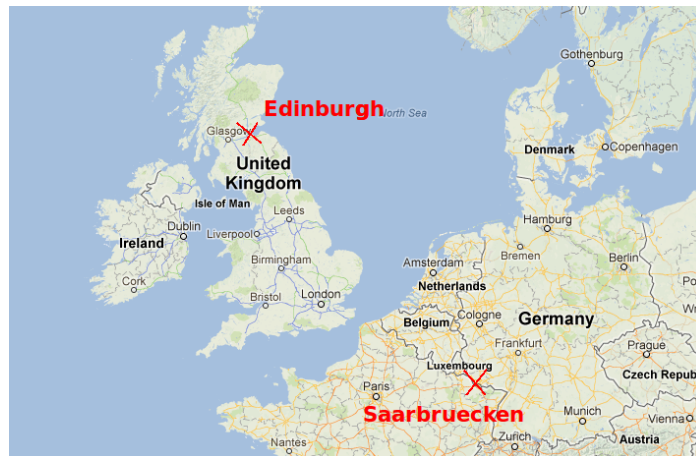 Gothenburg
Edinburgh
North Sea
Glasgow
Denmark
Copenhagen
United
Kingdom
Isle of Man
Leeds
Dublin
Liverpool
Ireland
Hamburg
Bremen
Birmingham
Amsterdam
Berlin
Cork
Netherlands
Bristol
London
Cologne
Belgium
Germany
Frankfurt
Prague
Luxembourg
Czech Repub
Paris
Saarbruecken
Munich
Vienna
Nantes
Zurich
Austria